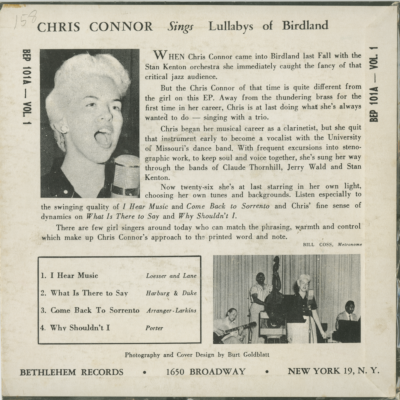 CHRIS CONNOR Sings Lullabys of Birdland
BEP 101A — VOL. 1
BEP 101A — VOL. 1
WHEN Chris Connor came into Birdland last Fall with the
Stan Kenton orchestra she immediately caught the fancy of that
critical jazz audience.
But the Chris Connor of that time is quite different from
the girl on this EP. Away from the thundering brass for the
first time in her career, Chris is at last doing what she's always
wanted to do — singing with a trio.
Chris began her musical career as a clarinetist, but she quit
that instrument early to become a vocalist with the University
of Missouri's dance band. With frequent excursions into steno-
graphic work, to keep soul and voice together, she's sung her way
through the bands of Claude Thornhill, Jerry Wald and Stan
Kenton.
Now twenty-six she's at last starring in her own light,
choosing her own tunes and backgrounds. Listen especially to
the swinging quality of I Hear Music and Come Back to Sorrento and Chris' fine sense of
dynamics on What Is There to Say and Why Shouldn't I.
There are few girl singers around today who can match the phrasing, warmth and control
which make up Chris Connor's approach to the printed word and note.
BILL COSS, Metronome
1. I Hear Music Loesser and Lane
2. What Is There to Say Harburg & Duke
3. Come Back To Sorrento Arranger-Larkins
4. Why Shouldn't I Porter
Photography and Cover Design by Burt Goldblatt
BETHLEHEM RECORDS • 1650 BROADWAY • NEW YORK 19, N. Y.